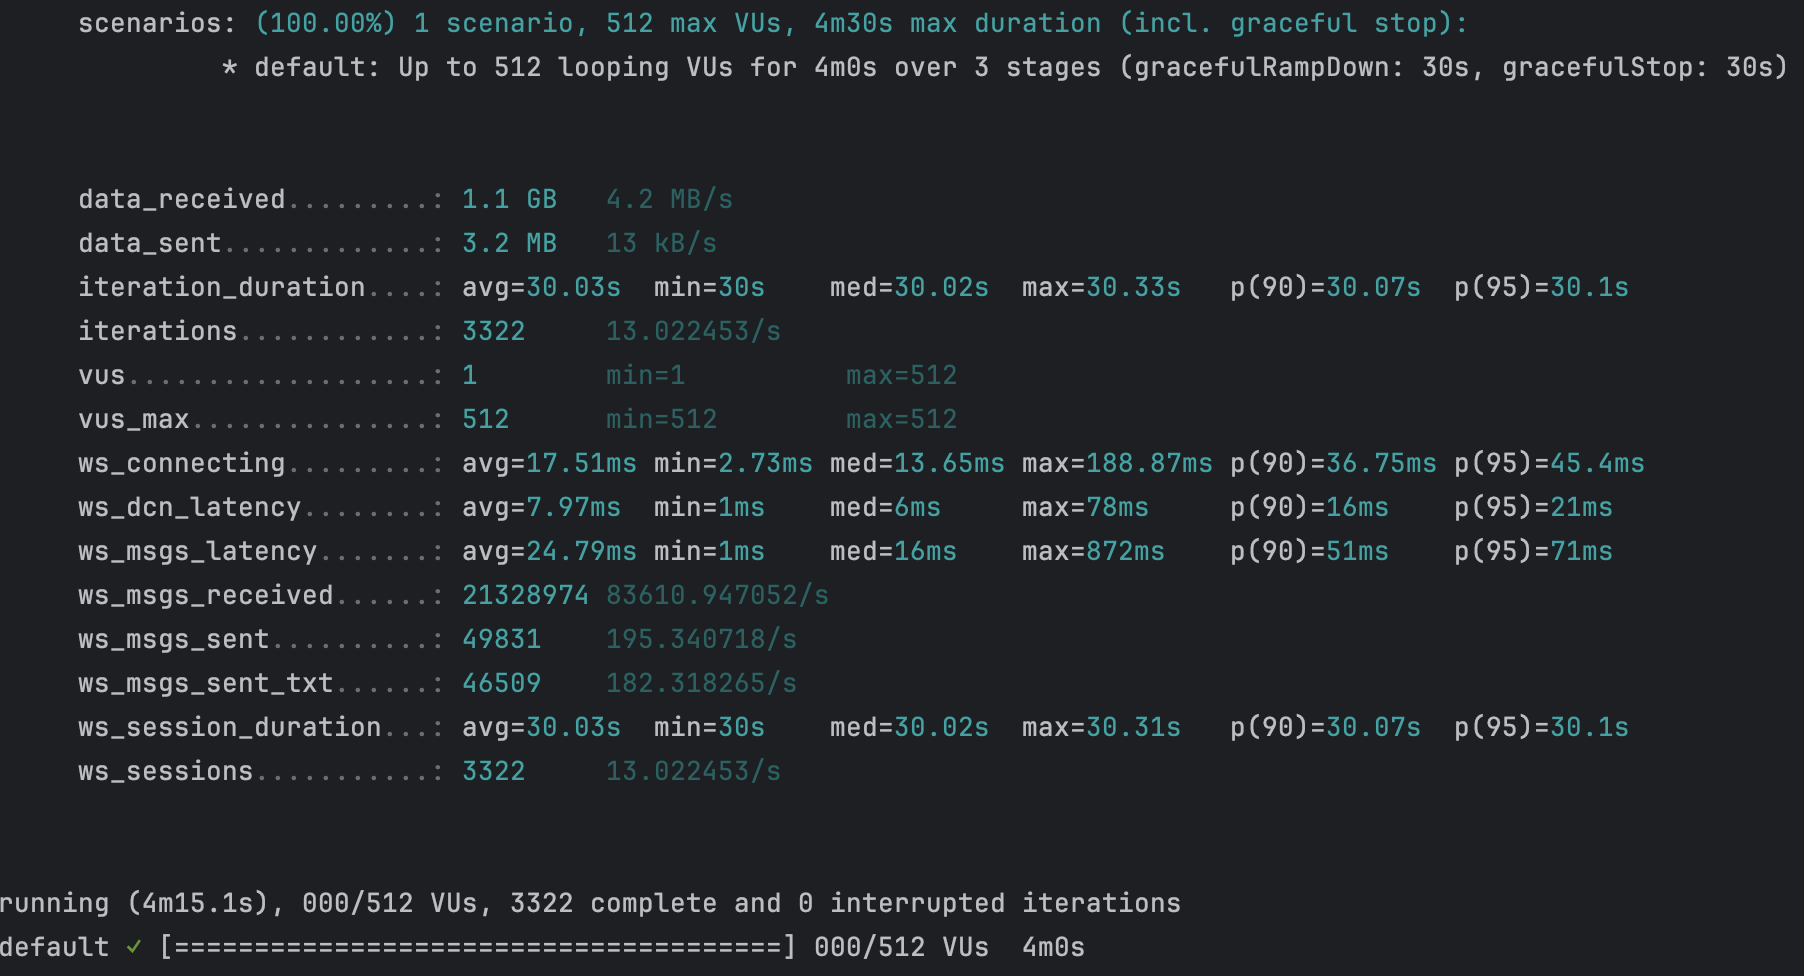 scenarios: (100.00%) 1 scenario, 512 max VUs, 4m30s max duration (incl. graceful stop):
* default: Up to 512 looping VUs for 4m0s over 3 stages (gracefulRampDown: 30s, gracefulStop: 30s)
data_received.........: 1.1 GB 4.2 MB/s
data_sent.............: 3.2 MB 13 kB/s
iteration_duration....: avg=30.03s min=30s med=30.02s max=30.33s p(90)=30.07s p(95)=30.1s
iterations............: 3322 13.022453/s
vus...................: 1 min=1 max=512
vus_max...............: 512 min=512 max=512
ws_connecting.........: avg=17.51ms min=2.73ms med=13.65ms max=188.87ms p(90)=36.75ms p(95)=45.4ms
ws_dcn_latency........: avg=7.97ms min=1ms med=6ms max=78ms p(90)=16ms p(95)=21ms
ws_msgs_latency.......: avg=24.79ms min=1ms med=16ms max=872ms p(90)=51ms p(95)=71ms
ws_msgs_received......: 21328974 83610.947052/s
ws_msgs_sent..........: 49831 195.340718/s
ws_msgs_sent_txt......: 46509 182.318265/s
ws_session_duration...: avg=30.03s min=30s med=30.02s max=30.31s p(90)=30.07s p(95)=30.1s
ws_sessions...........: 3322 13.022453/s
running (4m15.1s), 000/512 VUs, 3322 complete and 0 interrupted iterations
default ✓ [======================================] 000/512 VUs 4m0s